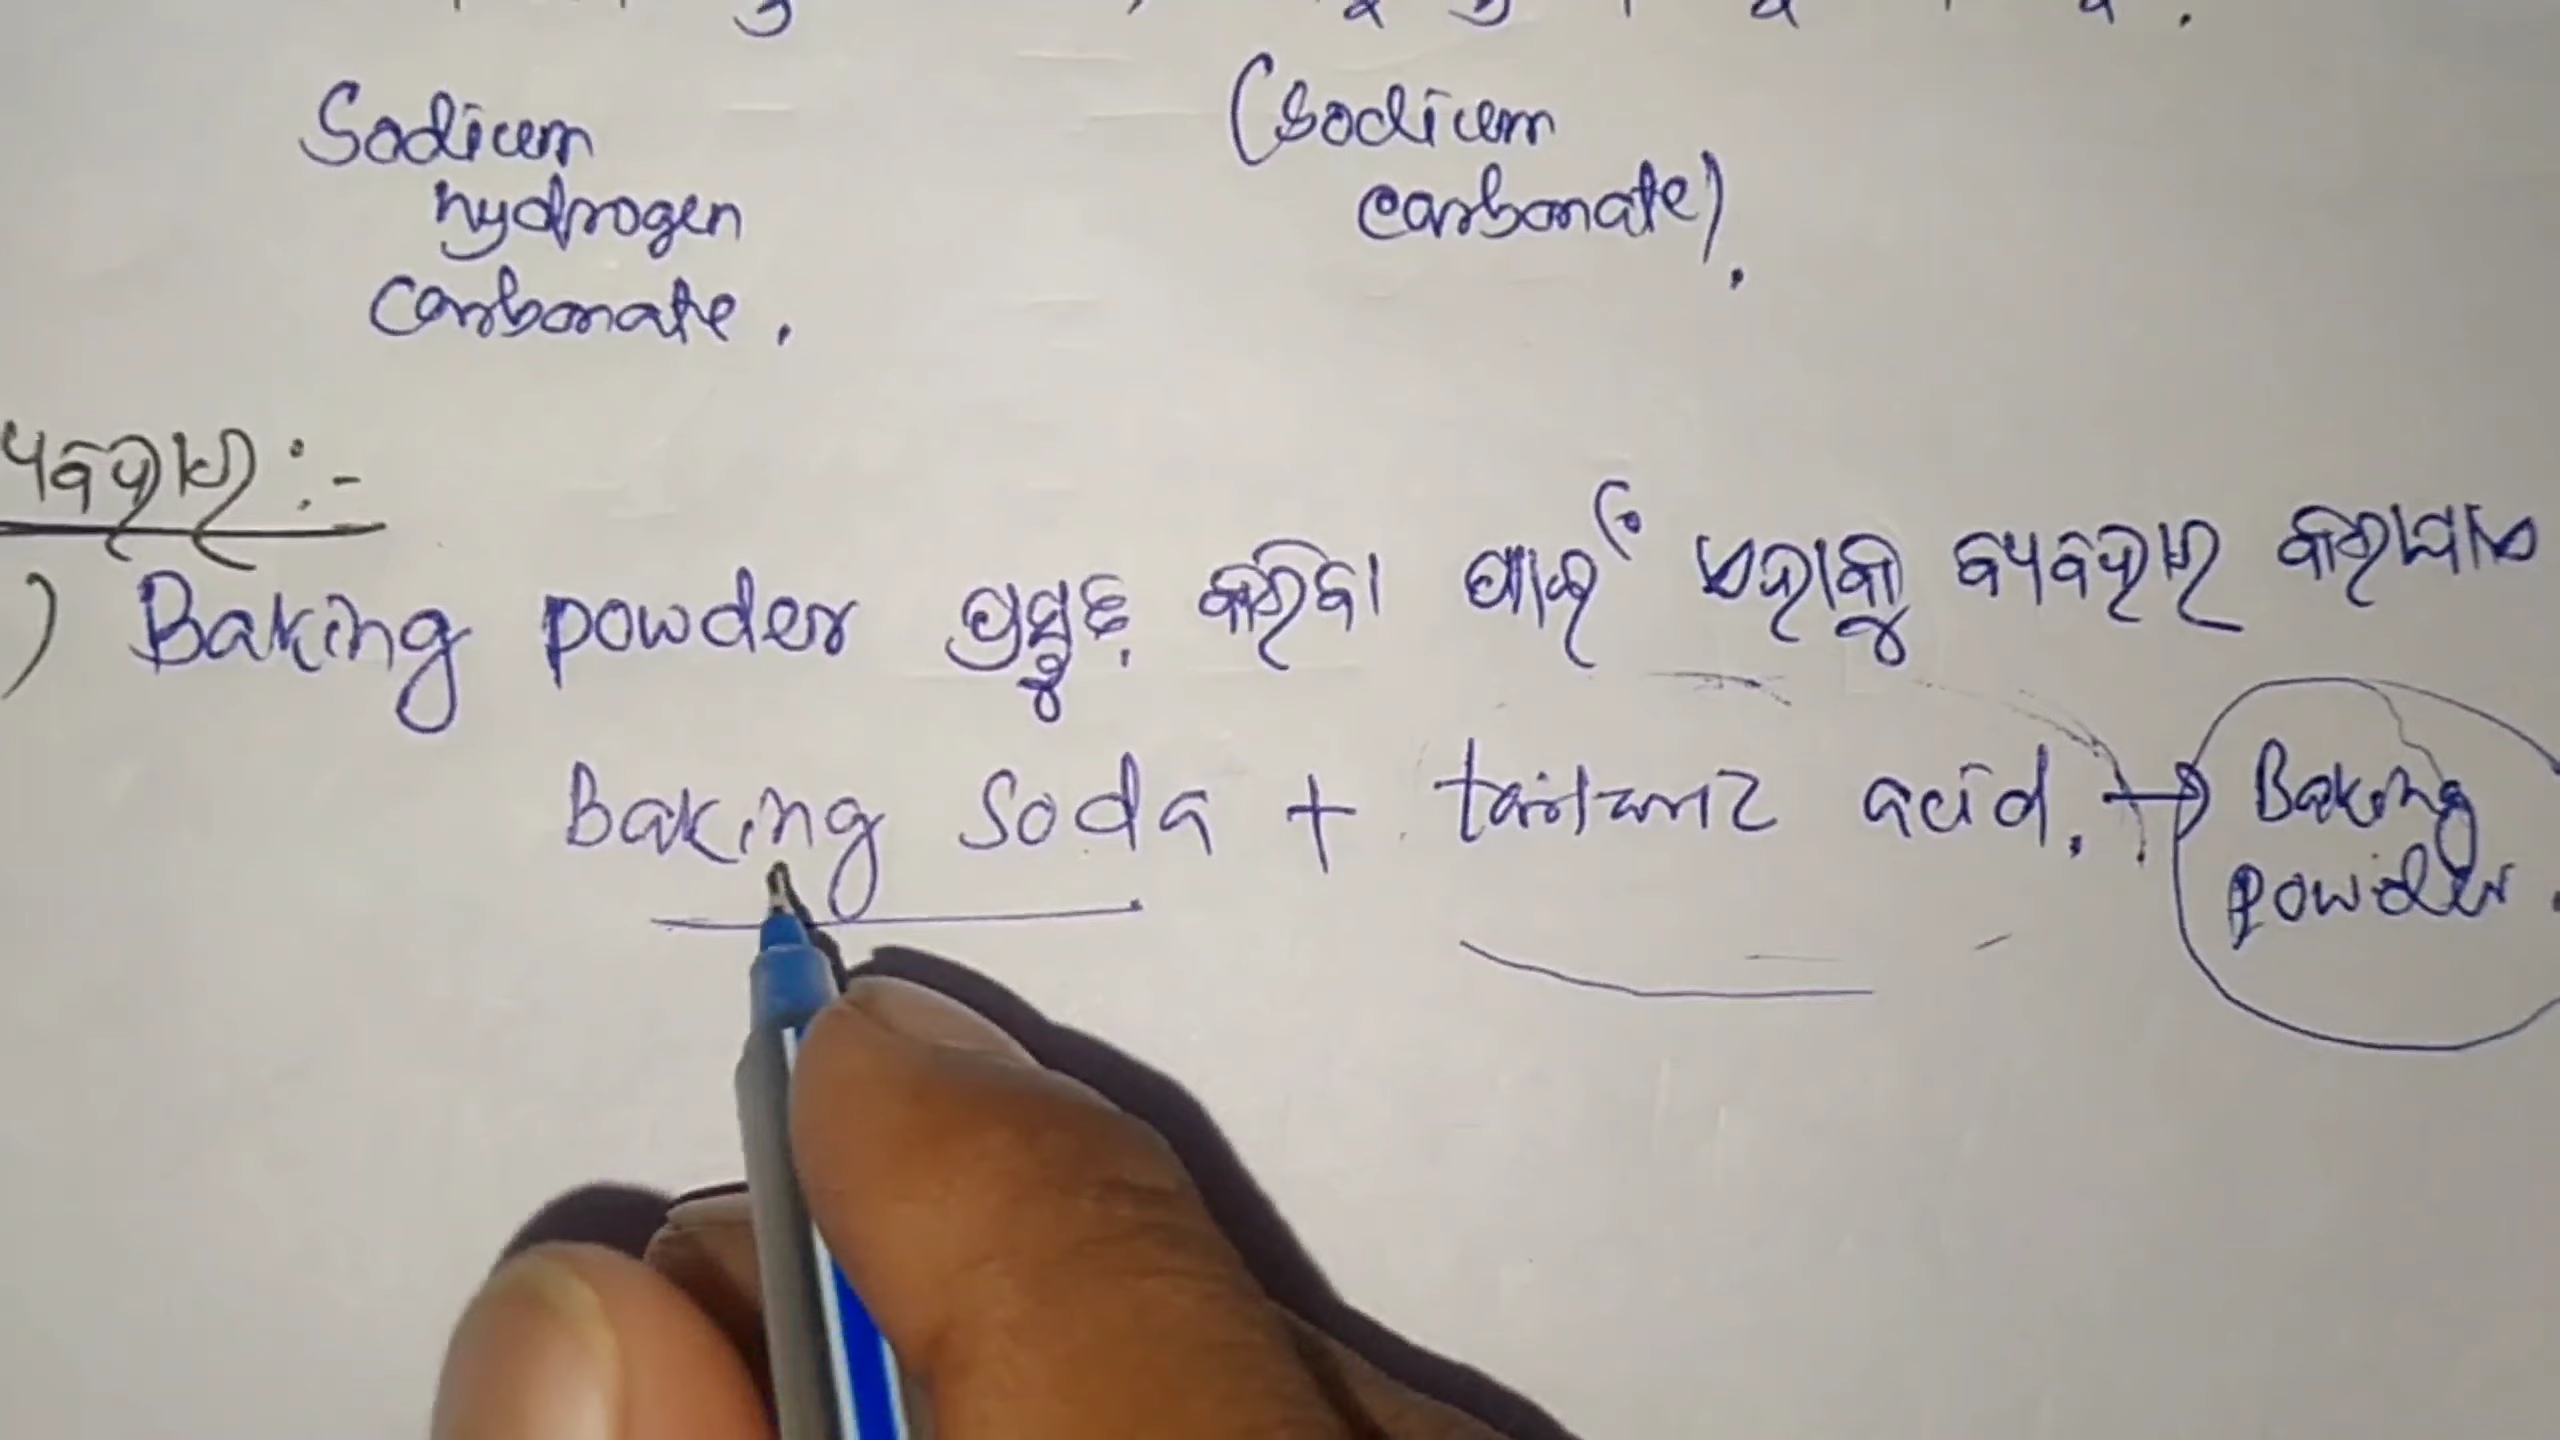 Sodium (Sodium
hydrogen carbonate).
Carbonate.
ବ୍ୟବହାର :-
) Baking powder ପ୍ରସ୍ତୁତ କରିବା ପାଇଁ ଏହାକୁ ବ୍ୟବହାର କରାଯାଏ
Baking Soda + tartaric acid. → Baking
powder.